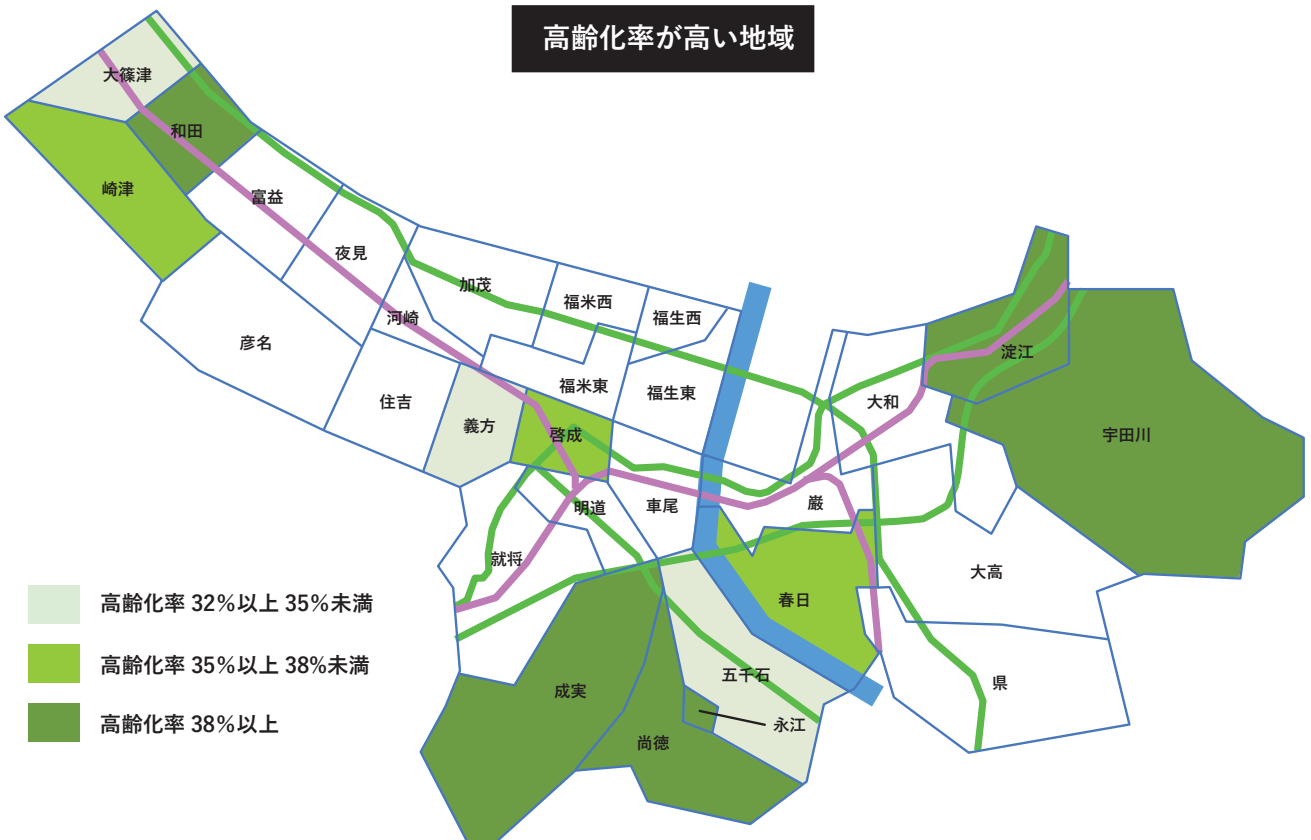 高齢化率が高い地域
大篠津
和田
崎津
富益
夜見
加茂
福米西
福生西
河崎
彦名
淀江
福米東
福生東
住吉
大和
義方
啓成
宇田川
明道
車尾
巌
就将
大高
春日
高齢化率 32%以上 35%未満
高齢化率 35%以上 38%未満
五千石
県
成実
高齢化率 38%以上
永江
尚徳